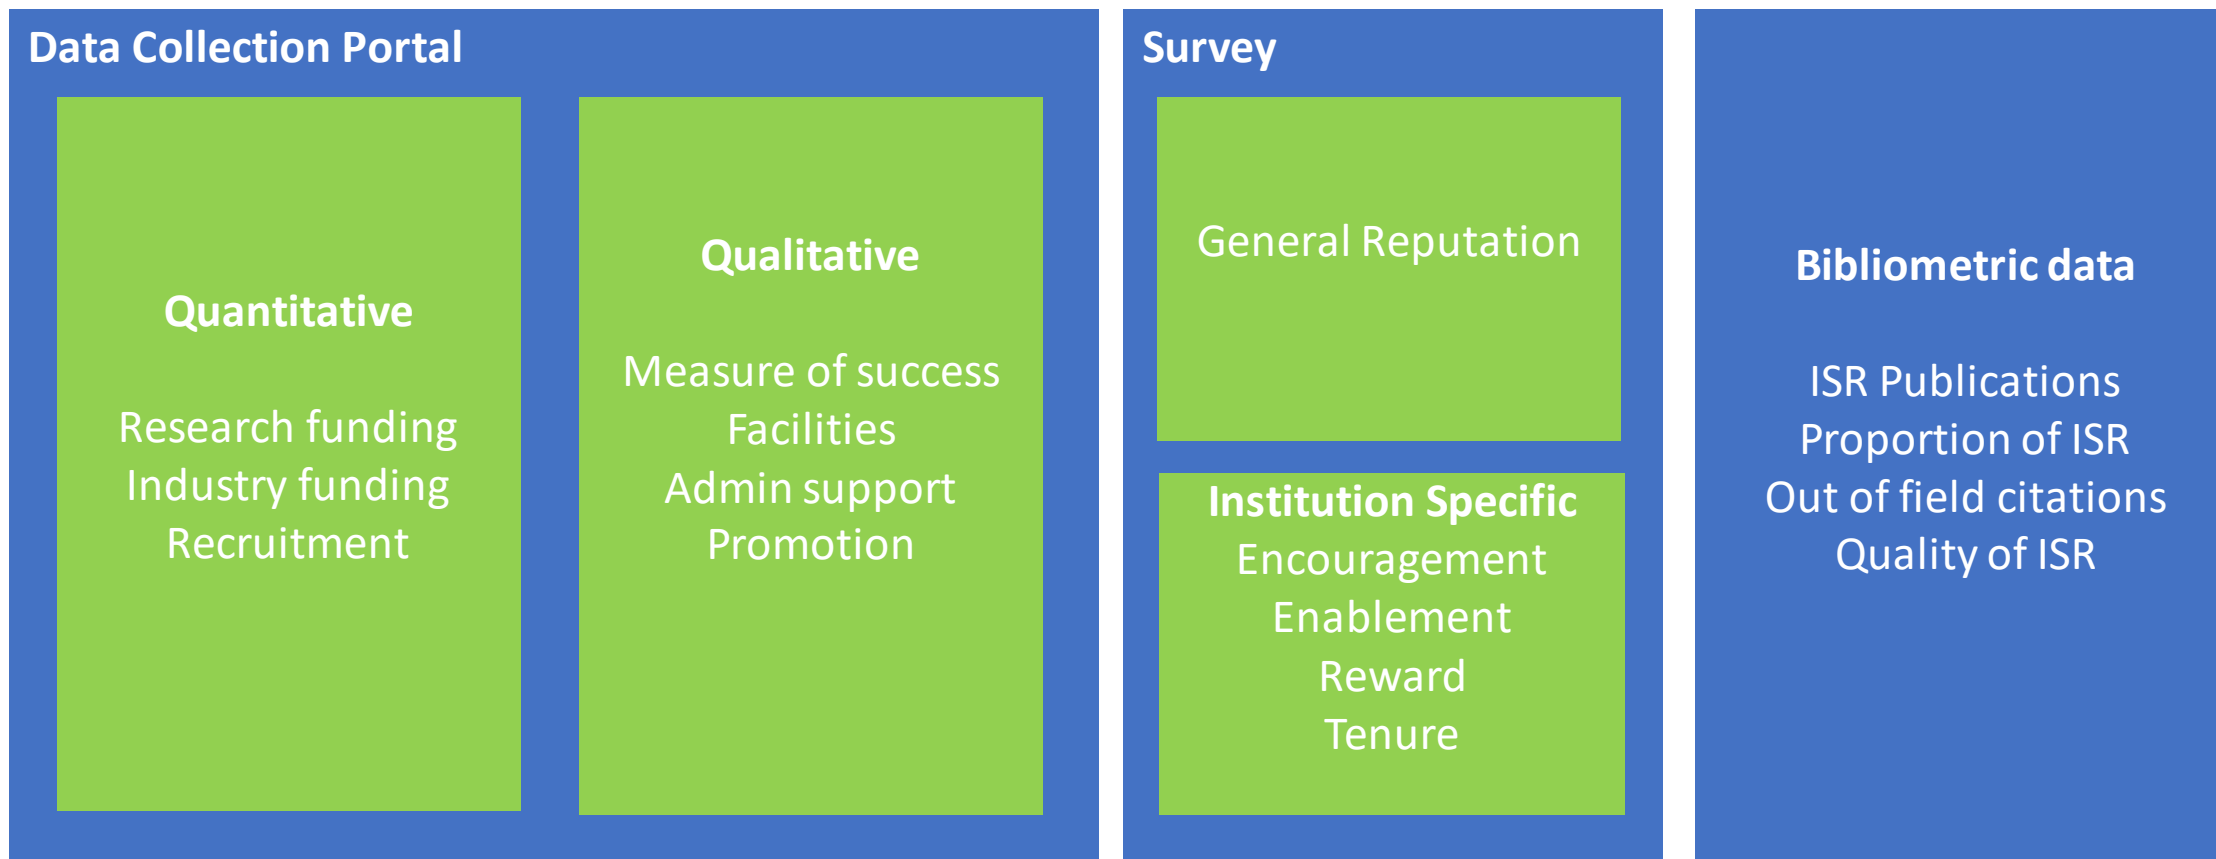 Data Collection Portal
Quantitative
Research funding
Industry funding
Recruitment
Qualitative
Measure of success
Facilities
Admin support
Promotion
Survey
General Reputation
Institution Specific
Encouragement
Enablement
Reward
Tenure
Bibliometric data
ISR Publications
Proportion of ISR
Out of field citations
Quality of ISR